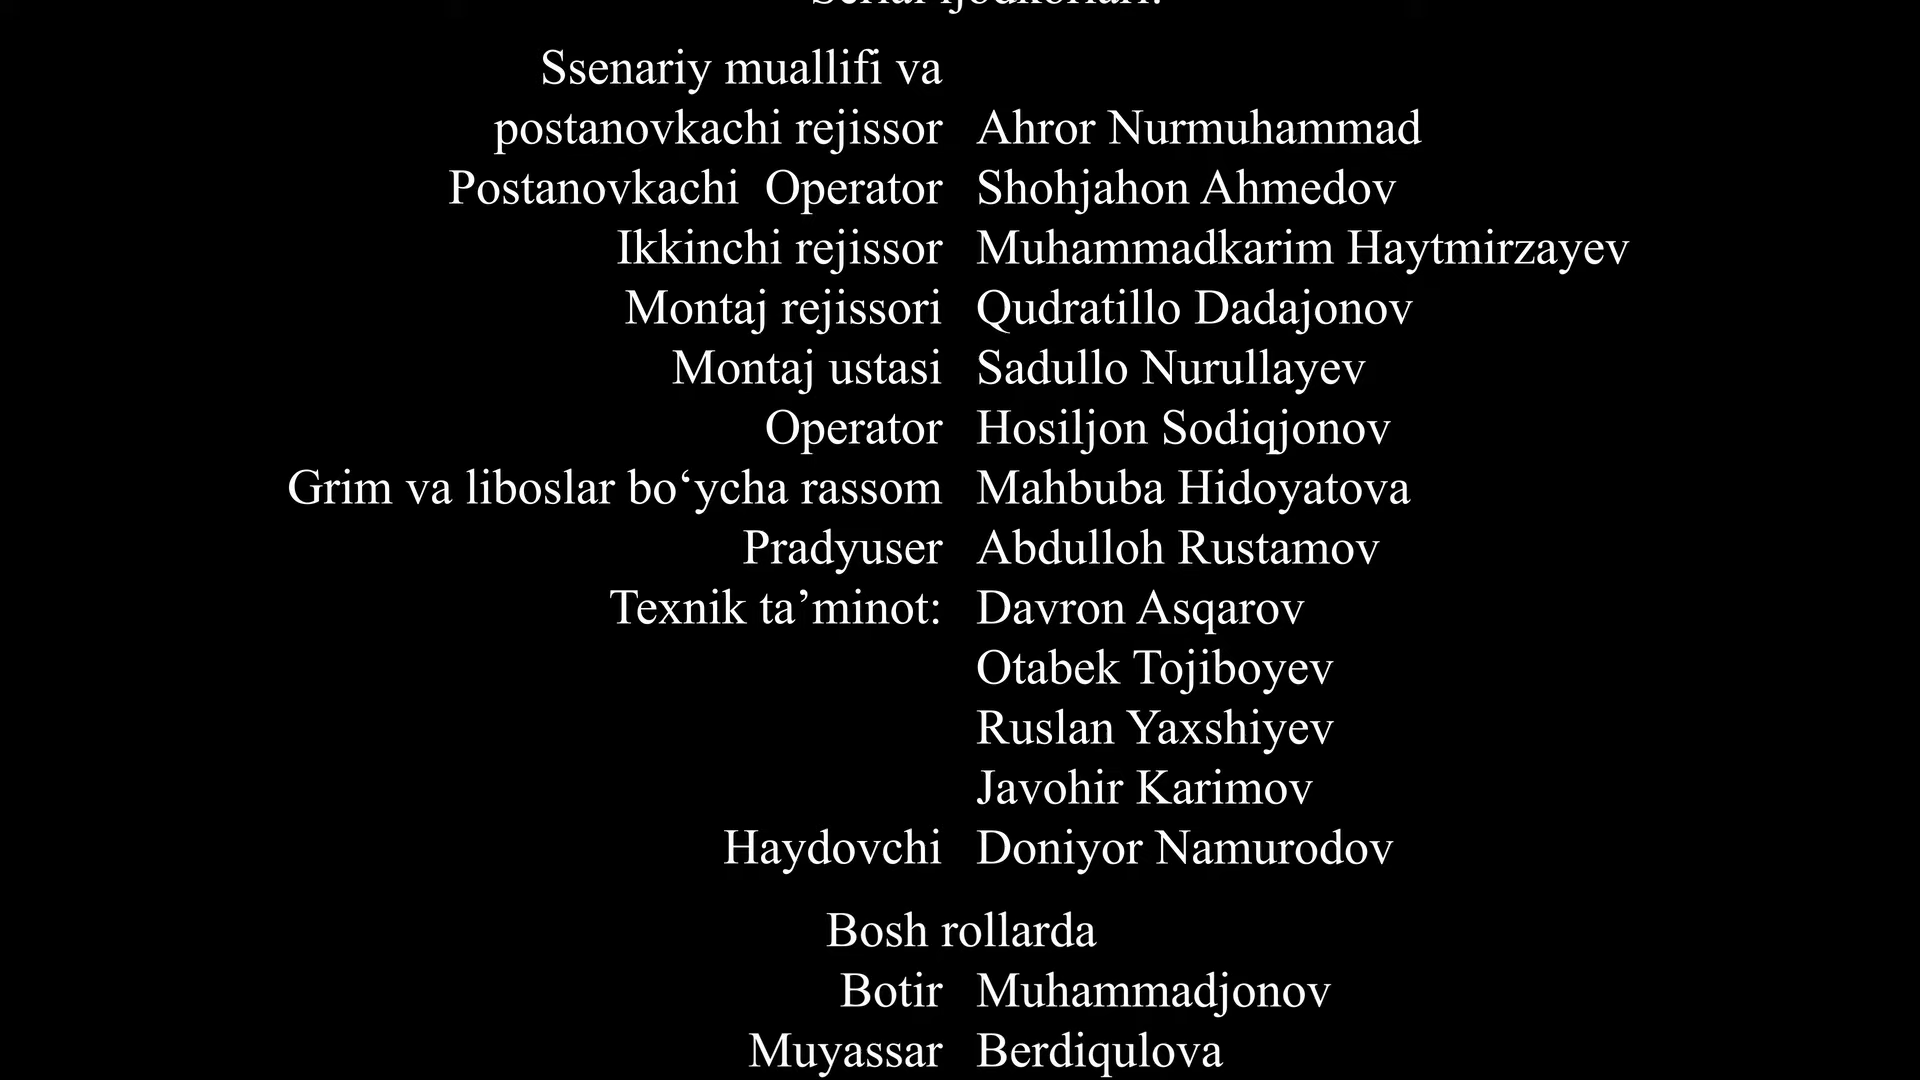 Serial ijodkorlari:
Ssenariy muallifi va
postanovkachi rejissor Ahror Nurmuhammad
Postanovkachi Operator Shohjahon Ahmedov
Ikkinchi rejissor Muhammadkarim Haytmirzayev
Montaj rejissori Qudratillo Dadajonov
Montaj ustasi Sadullo Nurullayev
Operator Hosiljon Sodiqjonov
Grim va liboslar bo‘ycha rassom Mahbuba Hidoyatova
Pradyuser Abdulloh Rustamov
Texnik ta’minot: Davron Asqarov
Otabek Tojiboyev
Ruslan Yaxshiyev
Javohir Karimov
Haydovchi Doniyor Namurodov
Bosh rollarda
Botir Muhammadjonov
Muyassar Berdiqulova